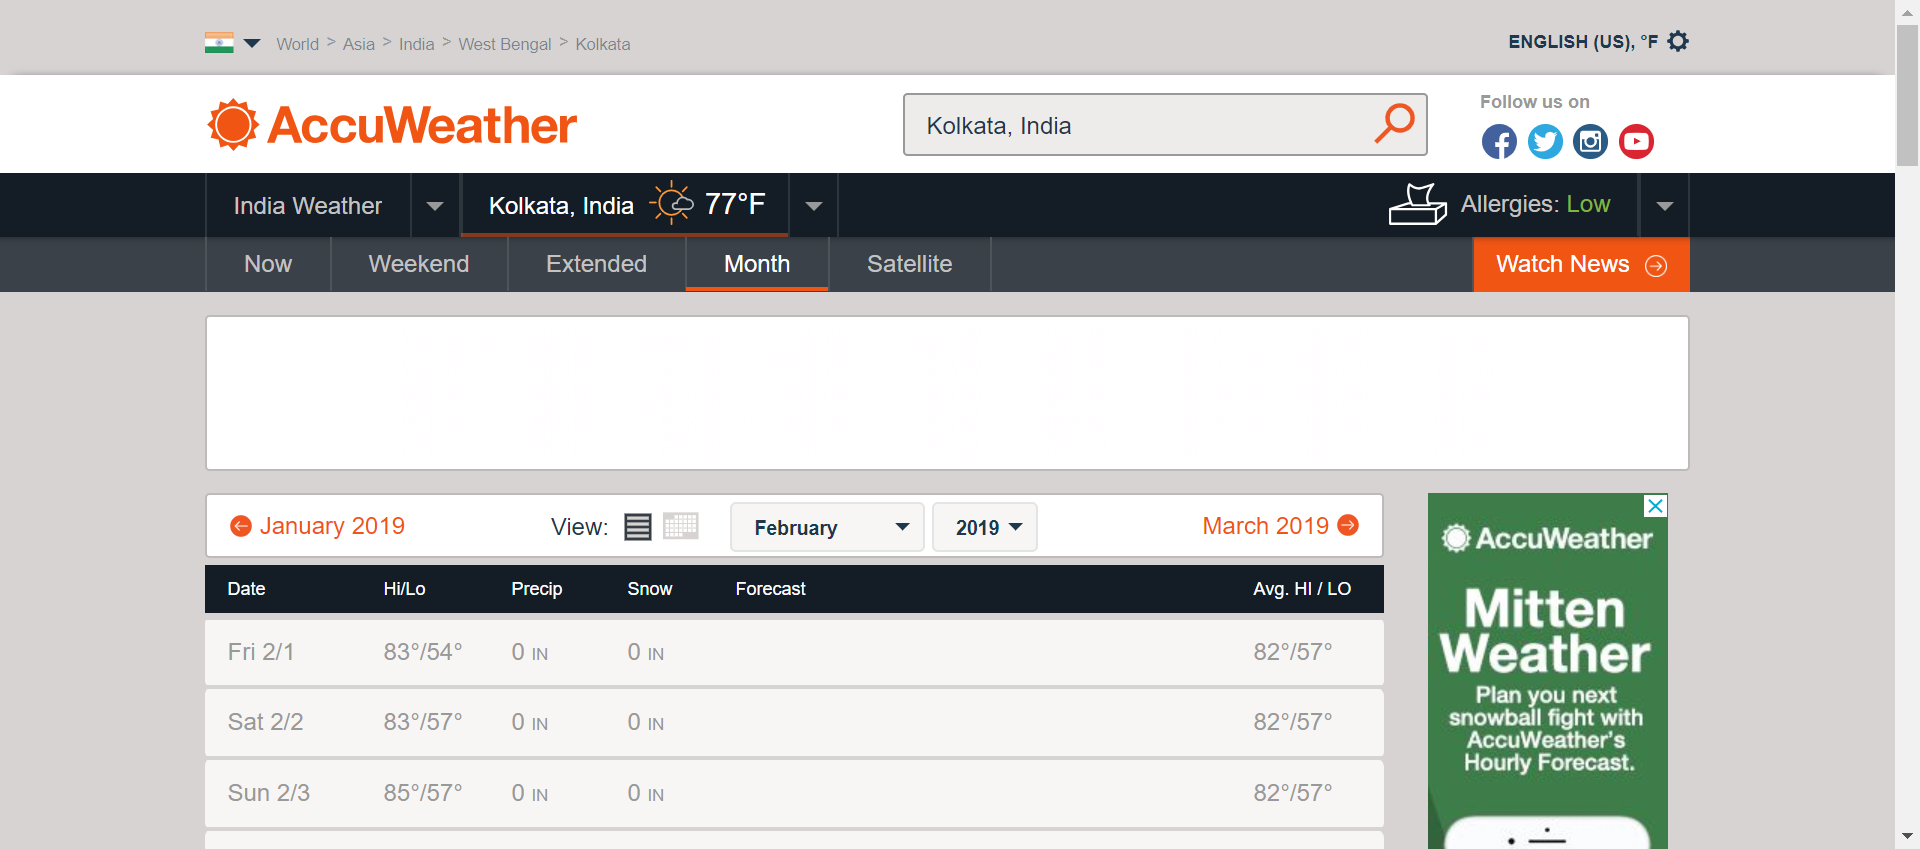 World > Asia > India > West Bengal > Kolkata
ENGLISH (US), °F
AccuWeather
Kolkata, India
Follow us on
India Weather
Kolkata, India 77°F
Allergies: Low
Now Weekend Extended Month Satellite
Watch News
January 2019 View: February 2019 March 2019
Date Hi/Lo Precip Snow Forecast Avg. HI / LO
Fri 2/1 83°/54° 0 IN 0 IN 82°/57°
Sat 2/2 83°/57° 0 IN 0 IN 82°/57°
Sun 2/3 85°/57° 0 IN 0 IN 82°/57°
AccuWeather
Mitten
Weather
Plan you next
snowball fight with
AccuWeather's
Hourly Forecast.